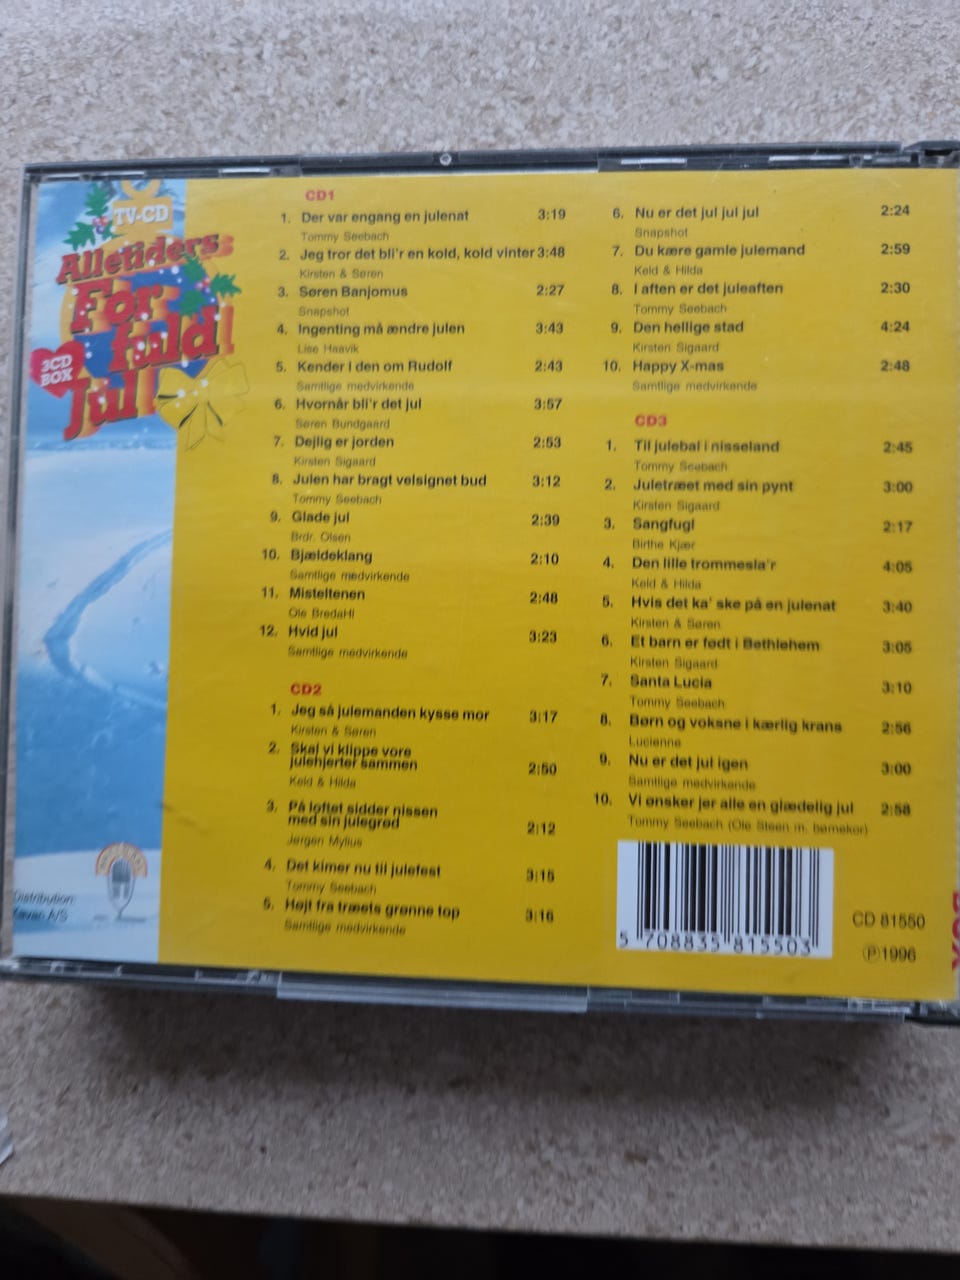 TV-CD
Alletiders
For
fuld
Jul
3CD
BOX
Distribution:
A/S
CD1
1. Der var engang en julenat 3:19
Tommy Seebach
2. Jeg tror det bli'r en kold, kold vinter 3:48
Kirsten & Søren
3. Søren Banjomus 2:27
Snapshot
4. Ingenting må ændre julen 3:43
Lise Haavik
5. Kender I den om Rudolf 2:43
Samtlige medvirkende
6. Hvornår bli'r det jul 3:57
Søren Bundgaard
7. Dejlig er jorden 2:53
Kirsten Sigaard
8. Julen har bragt velsignet bud 3:12
Tommy Seebach
9. Glade jul 2:39
Brdr. Olsen
10. Bjældeklang 2:10
Samtlige medvirkende
11. Misteltenen 2:48
Ole Bredahl
12. Hvid jul 3:23
Samtlige medvirkende
CD2
1. Jeg så julemanden kysse mor 3:17
Kirsten & Søren
2. Skal vi klippe vore
julehjerter sammen 2:50
Keld & Hilda
3. På loftet sidder nissen
med sin julegrød 2:12
Jørgen Mylius
4. Det kimer nu til julefest 3:15
Tommy Seebach
5. Højt fra træets grønne top 3:16
Samtlige medvirkende
6. Nu er det jul jul jul 2:24
Snapshot
7. Du kære gamle julemand 2:59
Keld & Hilda
8. I aften er det juleaften 2:30
Tommy Seebach
9. Den hellige stad 4:24
Kirsten Sigaard
10. Happy X-mas 2:48
Samtlige medvirkende
CD3
1. Til julebal i nisseland 2:45
Tommy Seebach
2. Juletræet med sin pynt 3:00
Kirsten Sigaard
3. Sangfugl 2:17
Birthe Kjær
4. Den lille trommesla'r 4:05
Keld & Hilda
5. Hvis det ka' ske på en julenat 3:40
Kirsten & Søren
6. Et barn er født i Bethlehem 3:05
Kirsten Sigaard
7. Santa Lucia 3:10
Tommy Seebach
8. Børn og voksne i kærlig krans 2:56
Lucienne
9. Nu er det jul igen 3:00
Samtlige medvirkende
10. Vi ønsker jer alle en glædelig jul 2:58
Tommy Seebach (Ole Steen m. børnekor)
5 708835 815503
CD 81550
℗1996
BOX